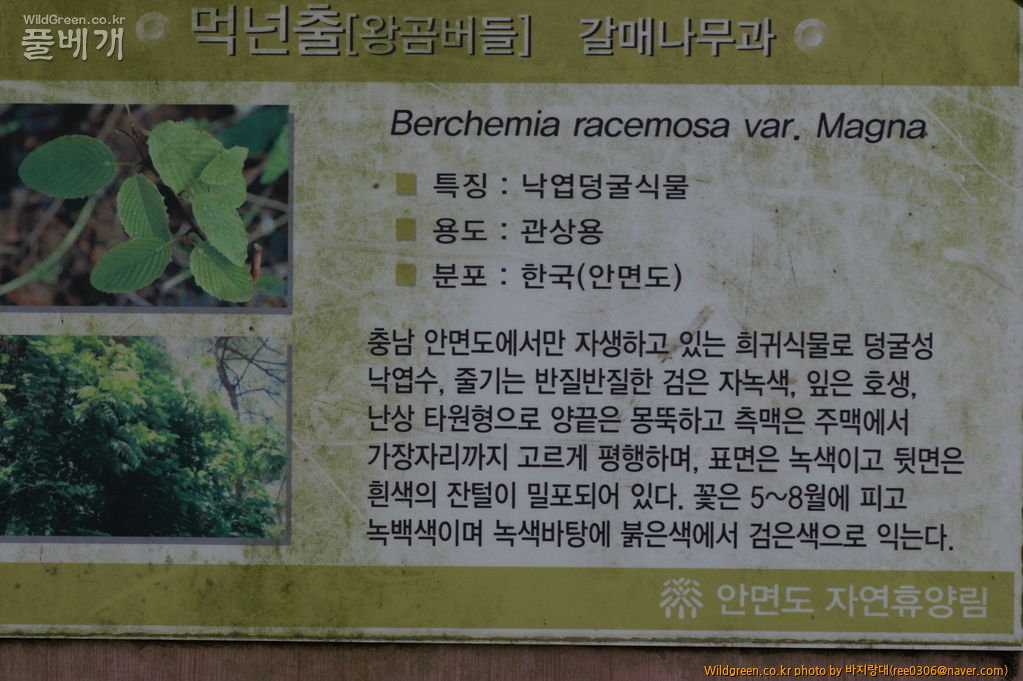 WildGreen.co.kr
풀베개
먹넌출[왕곰버들] 갈매나무과
Berchemia racemosa var. Magna
특징 : 낙엽덩굴식물
용도 : 관상용
분포 : 한국(안면도)
충남 안면도에서만 자생하고 있는 희귀식물로 덩굴성
낙엽수, 줄기는 반질반질한 검은 자녹색, 잎은 호생,
난상 타원형으로 양끝은 몽뚝하고 측맥은 주맥에서
가장자리까지 고르게 평행하며, 표면은 녹색이고 뒷면은
흰색의 잔털이 밀포되어 있다. 꽃은 5~8월에 피고
녹백색이며 녹색바탕에 붉은색에서 검은색으로 익는다.
안면도 자연휴양림
Wildgreen.co.kr photo by 바지랑대(ree0306@naver.com)